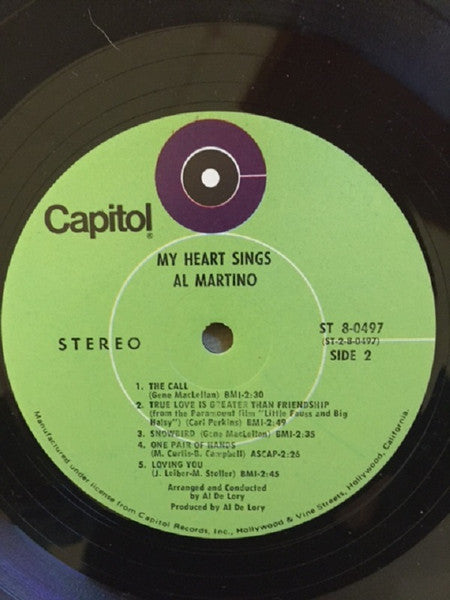 Capitol®
MY HEART SINGS
AL MARTINO
STEREO
ST 8-0497
(ST-2-8-0497)
SIDE 2
1. THE CALL
(Gene MacLellan) BMI-2:30
2. TRUE LOVE IS GREATER THAN FRIENDSHIP
(from the Paramount film "Little Fauss and Big
Halsy") (Carl Perkins) BMI-2:49
3. SNOWBIRD (Gene MacLellan) BMI-2:35
4. ONE PAIR OF HANDS
(M. Curtis-B. Campbell) ASCAP-2:26
5. LOVING YOU
(J. Leiber-M. Stoller) BMI-2:45
Arranged and Conducted
by Al De Lory
Produced by Al De Lory
Manufactured under license from Capitol Records, Inc., Hollywood & Vine Streets, Hollywood, California.